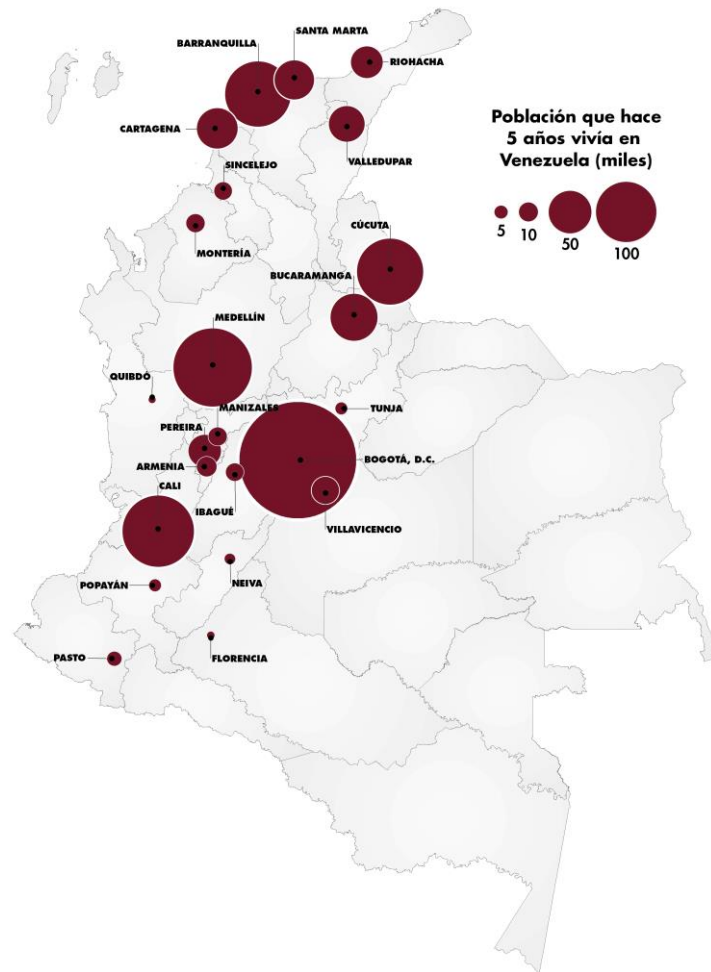 SANTA MARTA
BARRANQUILLA
RIOHACHA
CARTAGENA
VALLEDUPAR
SINCELEJO
MONTERÍA
Población que hace
5 años vivía en
Venezuela (miles)
5
10
50
100
CÚCUTA
BUCARAMANGA
MEDELLÍN
QUIBDÓ
MANIZALES
TUNJA
PEREIRA
BOGOTÁ, D.C.
ARMENIA
CALI
IBAGUÉ
VILLAVICENCIO
NEIVA
POPAYÁN
PASTO
FLORENCIA